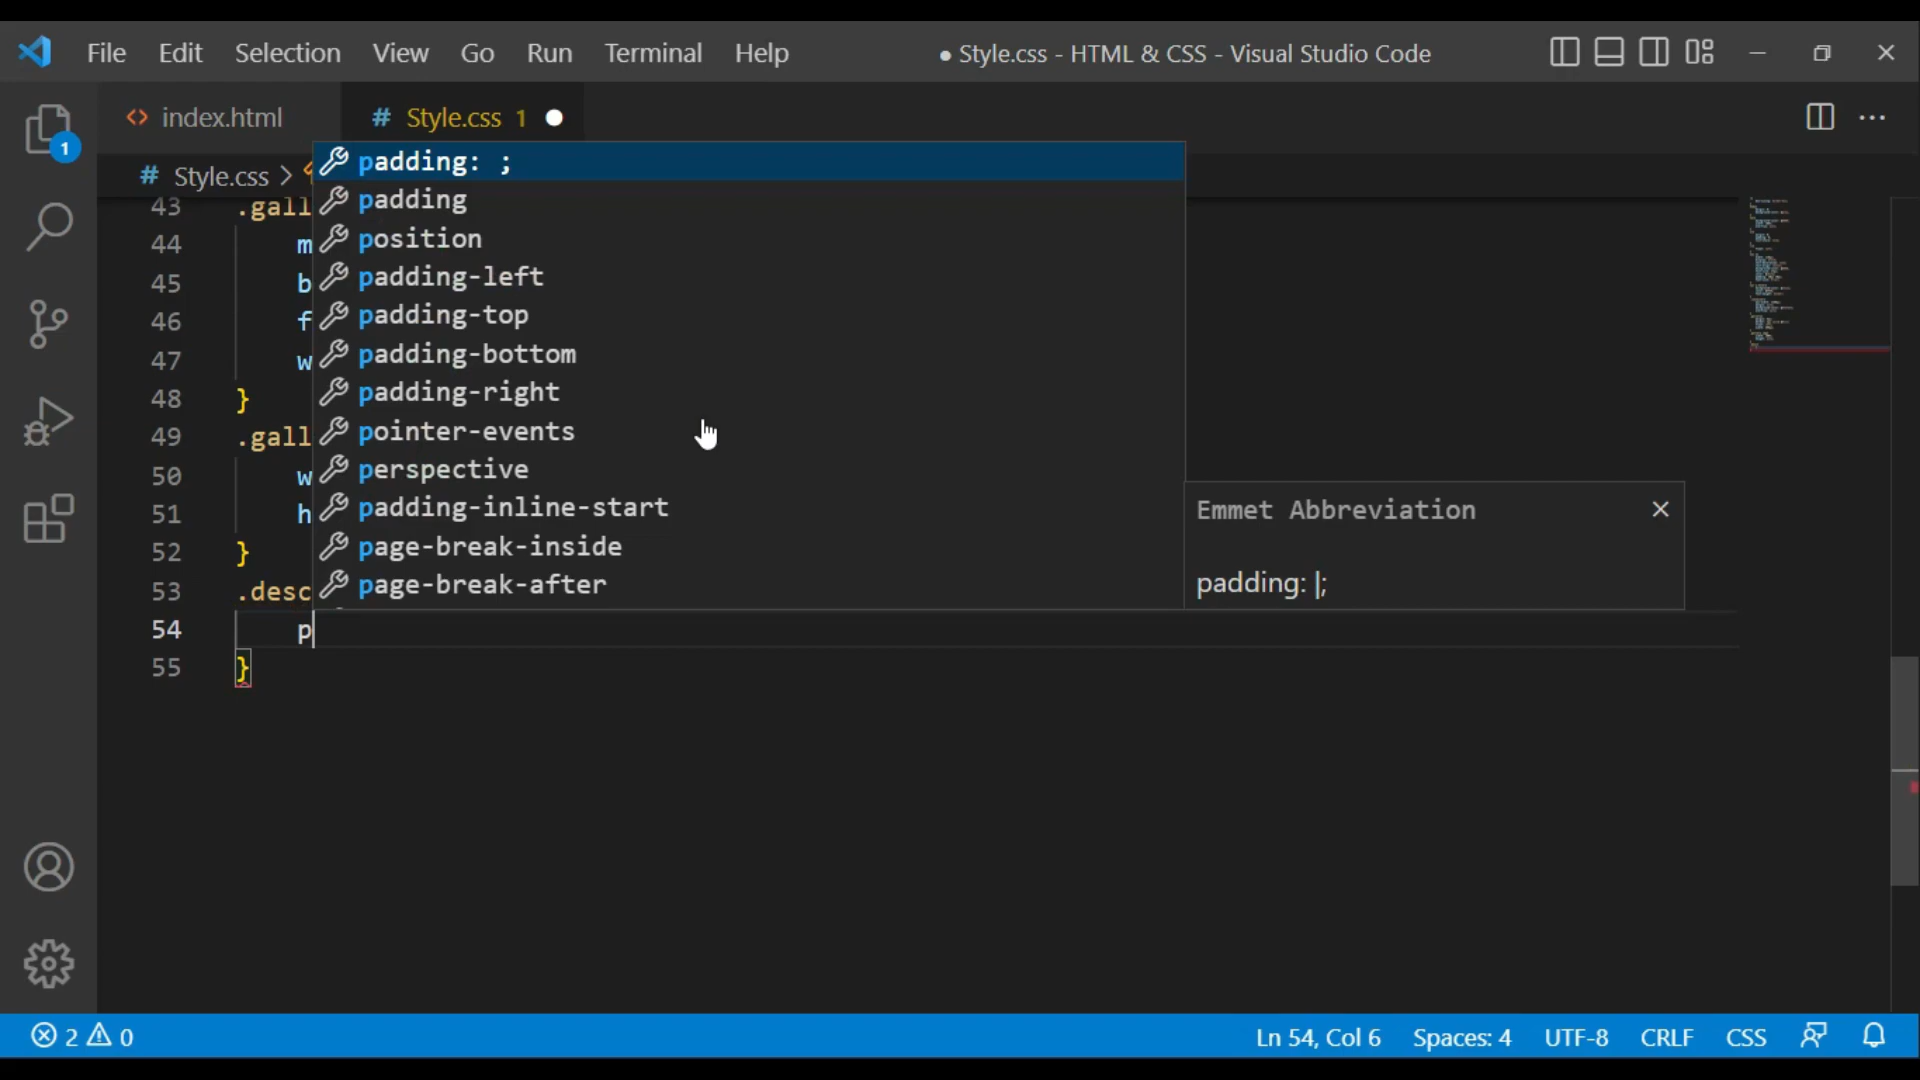 File Edit Selection View Go Run Terminal Help ● Style.css - HTML & CSS - Visual Studio Code
<> index.html # Style.css 1 ●
1
# Style.css >
padding: ;
padding
position
padding-left
padding-top
padding-bottom
padding-right
pointer-events
perspective
padding-inline-start
page-break-inside
page-break-after
Emmet Abbreviation
padding: |;
43 .gall
44 m
45 b
46 f
47 w
48 }
49 .gall
50 w
51 h
52 }
53 .desc
54 p
55 }
2 0 Ln 54, Col 6 Spaces: 4 UTF-8 CRLF CSS